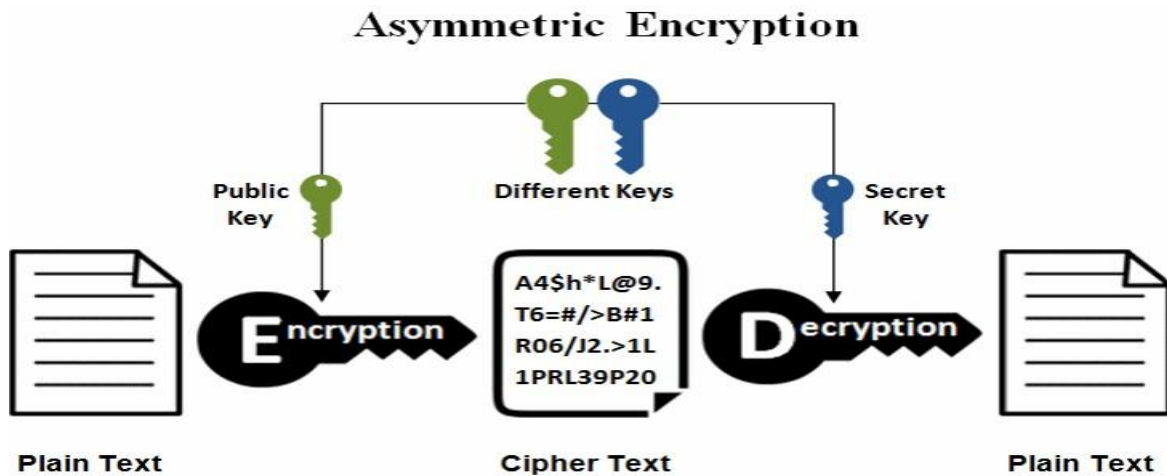 Asymmetric Encryption
Public
Key
Different Keys
Secret
Key
Encryption
A4$h*L@9.
T6=#/>B#1
R06/J2.>1L
1PRL39P20
Decryption
Plain Text
Cipher Text
Plain Text